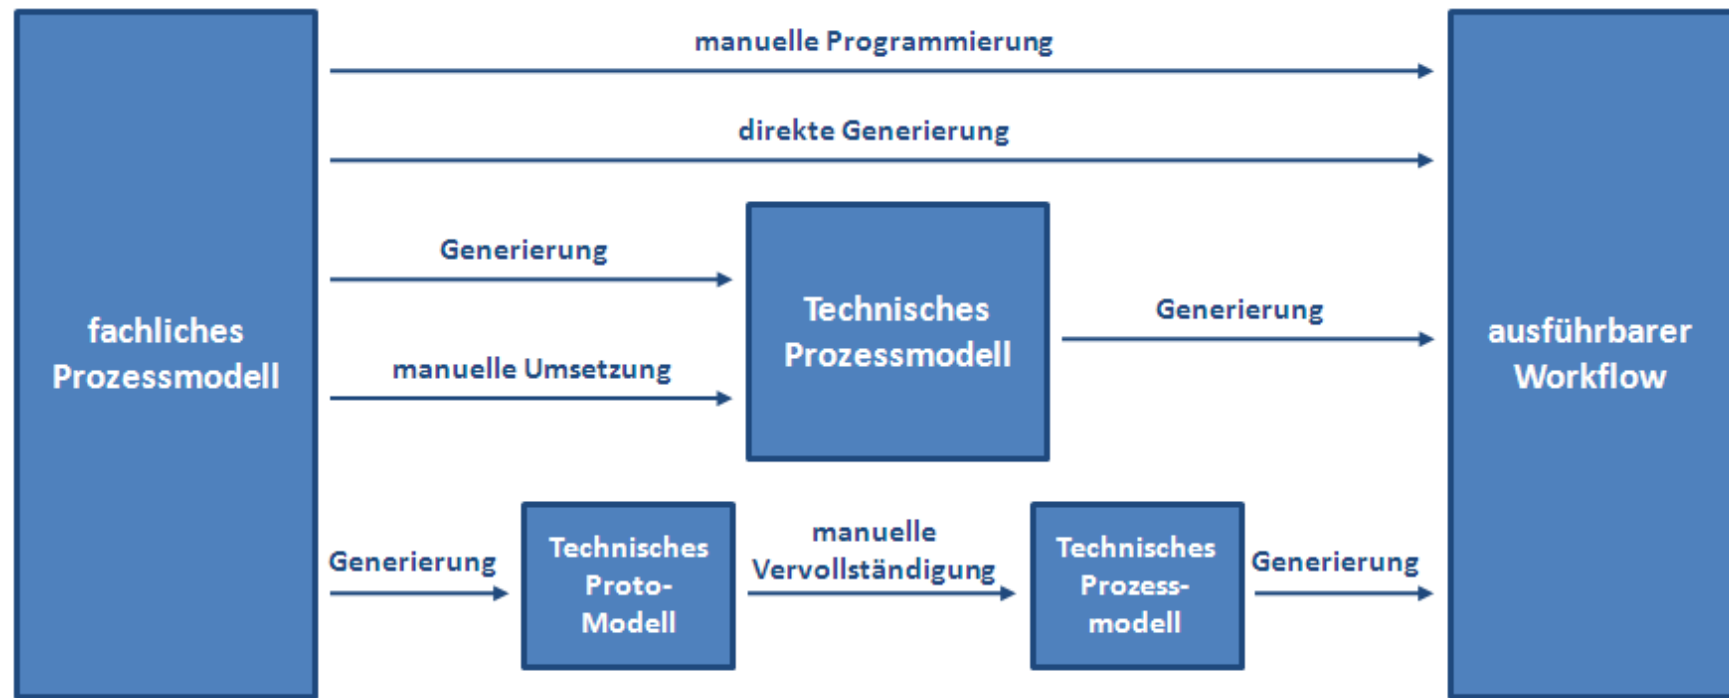 manuelle Programmierung
direkte Generierung
fachliches
Prozessmodell
Generierung
manuelle Umsetzung
Technisches
Prozessmodell
Generierung
ausführbarer
Workflow
Generierung
Technisches
Proto-
Modell
manuelle
Vervollständigung
Technisches
Prozess-
modell
Generierung